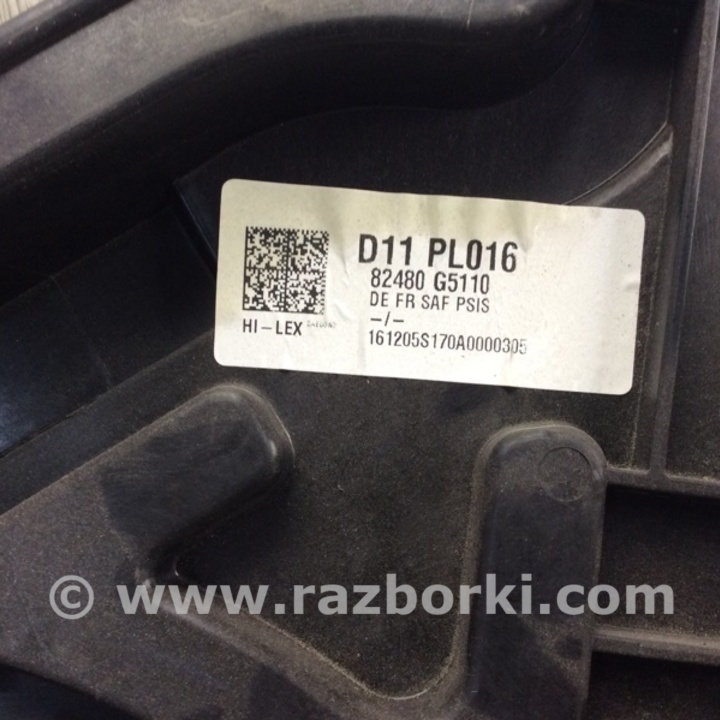 D11 PL016
82480 G5110
DE FR SAF PSIS
-/-
HI-LEX
161205S170A0000305
© www.razborki.com